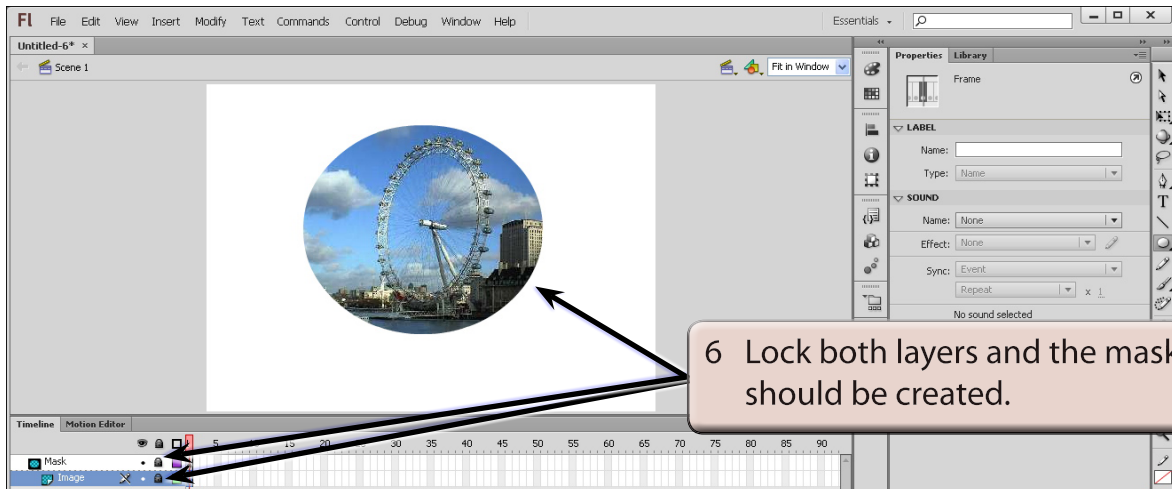 Fl File Edit View Insert Modify Text Commands Control Debug Window Help Essentials
Untitled-6* ×
Scene 1 Fit in Window
Properties Library
Frame
LABEL
Name:
Type: Name
SOUND
Name: None
Effect: None
Sync: Event
Repeat x 1
No sound selected
6 Lock both layers and the mask
should be created.
Timeline Motion Editor
5 10 15 20 25 30 35 40 45 50 55 60 65 70 75 80 85 90
Mask
Image